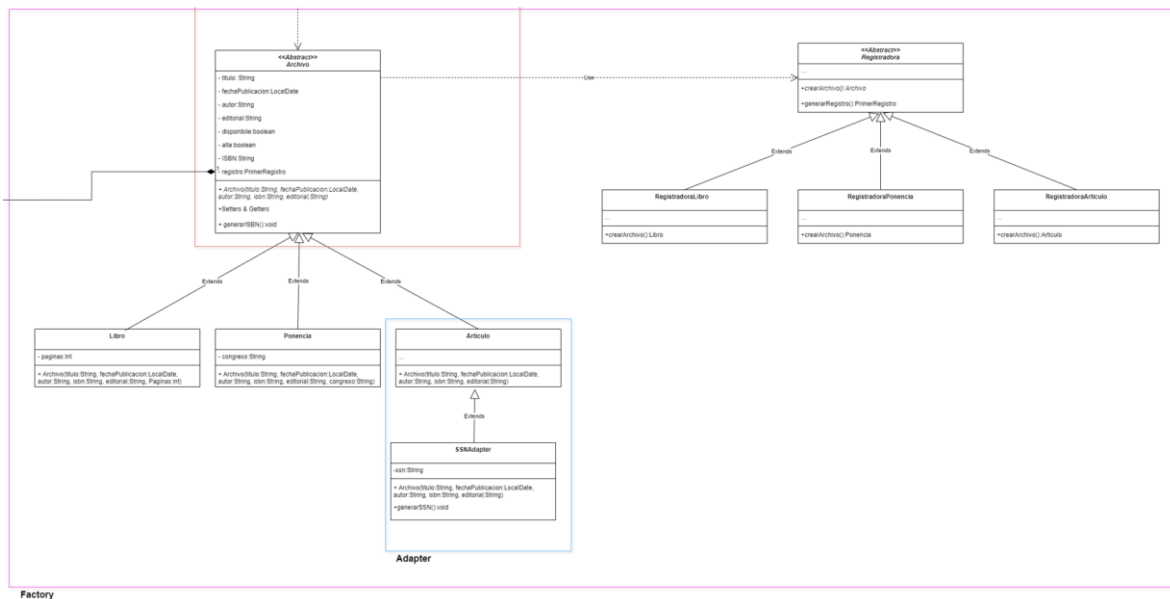 <<Abstract>>
Archivo
- titulo: String
- fechaPublicacion:LocalDate
- autor:String
- editorial:String
- disponibile:boolean
- alta:boolean
- ISBN:String
1
- registro:PrimerRegistro
+ Archivo(titulo:String, fechaPublicacion:LocalDate,
autor:String, isbn:String, editorial:String)
+Setters & Getters
+ generarISBN():void
Use
<<Abstract>>
Registradora
...
+crearArchivo():Archivo
+generarRegistro():PrimerRegistro
Extends
Extends
Extends
RegistradoraLibro
...
+crearArchivo():Libro
RegistradoraPonencia
...
+crearArchivo():Ponencia
RegistradoraArticulo
...
+crearArchivo():Articulo
Extends
Extends
Extends
Libro
- paginas:Int
+ Archivo(titulo:String, fechaPublicacion:LocalDate,
autor:String, isbn:String, editorial:String, Paginas:int)
Ponencia
- congreso:String
+ Archivo(titulo:String, fechaPublicacion:LocalDate,
autor:String, isbn:String, editorial:String, congreso:String)
Articulo
...
+ Archivo(titulo:String, fechaPublicacion:LocalDate,
autor:String, isbn:String, editorial:String)
Extends
SSNAdapter
-ssn:String
+ Archivo(titulo:String, fechaPublicacion:LocalDate,
autor:String, isbn:String, editorial:String)
+generarSSN():void
Adapter
Factory